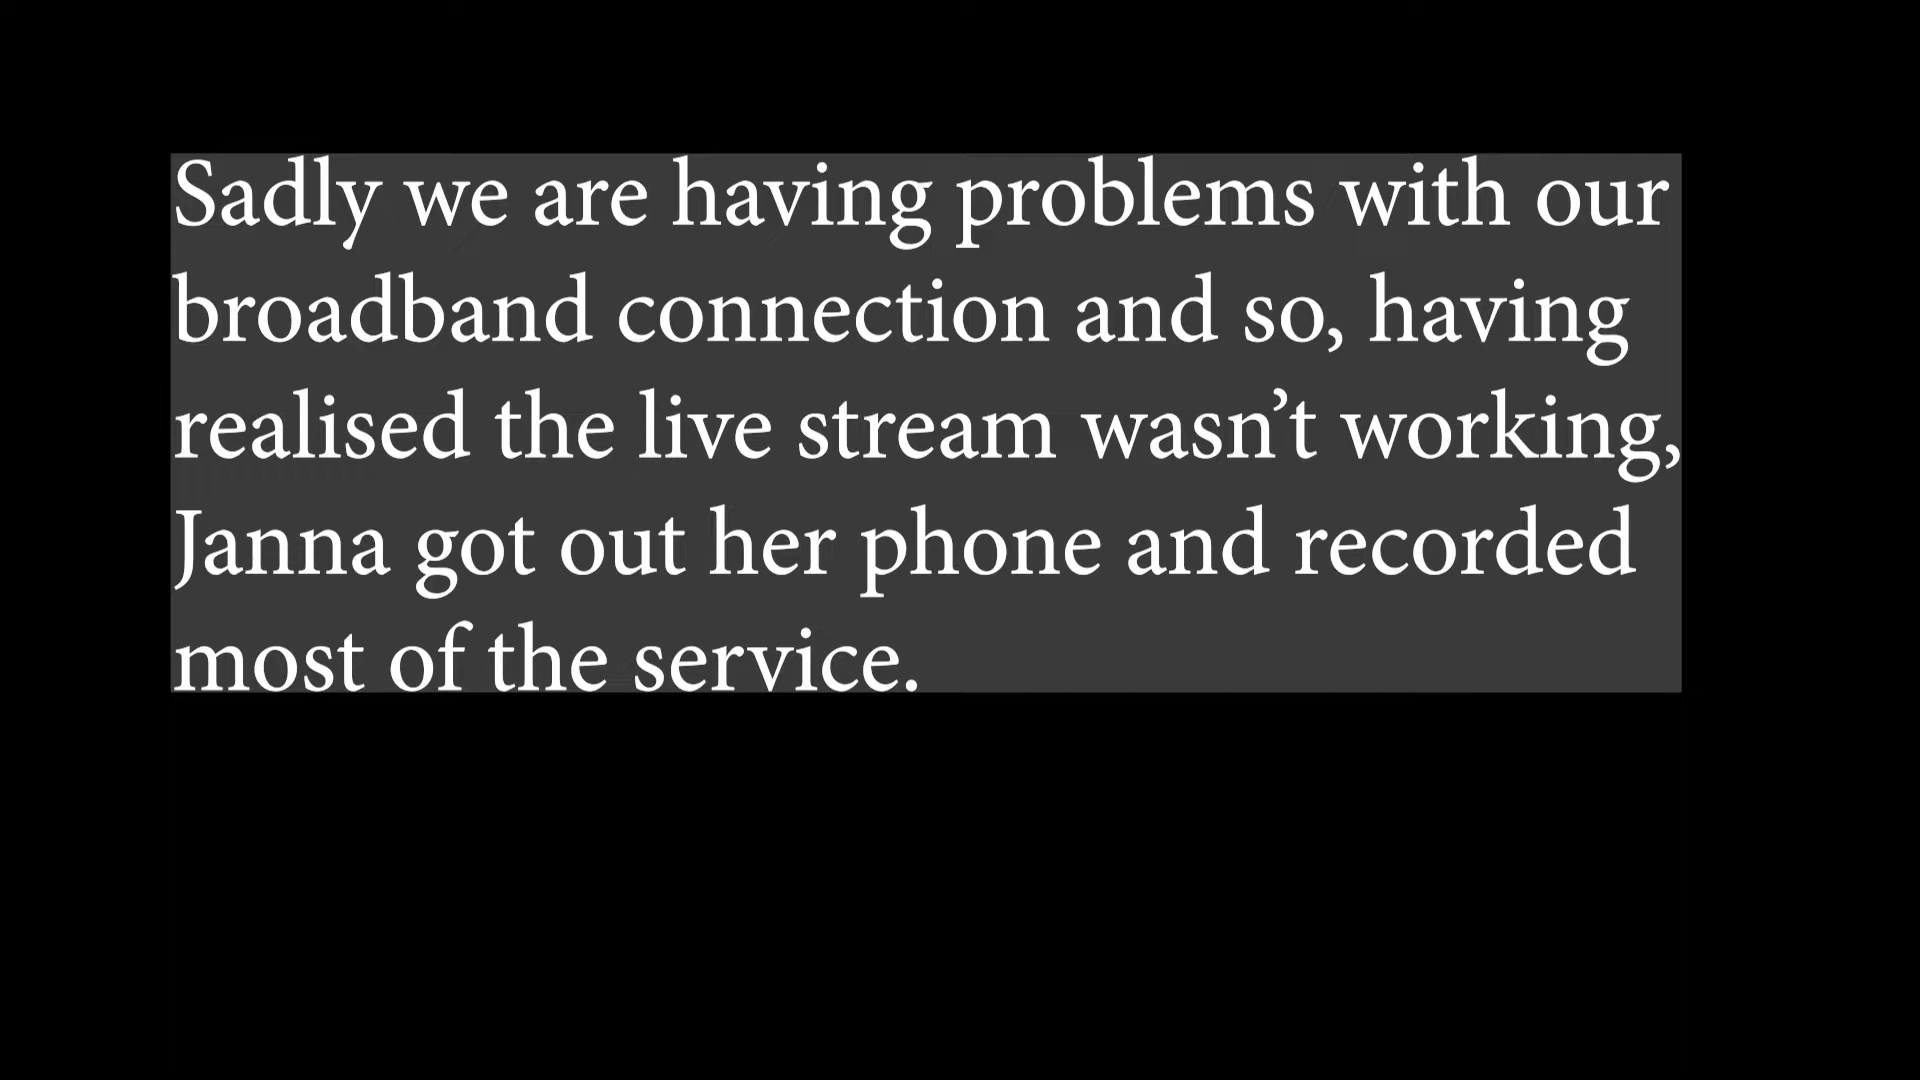 Sadly we are having problems with our
broadband connection and so, having
realised the live stream wasn’t working,
Janna got out her phone and recorded
most of the service.